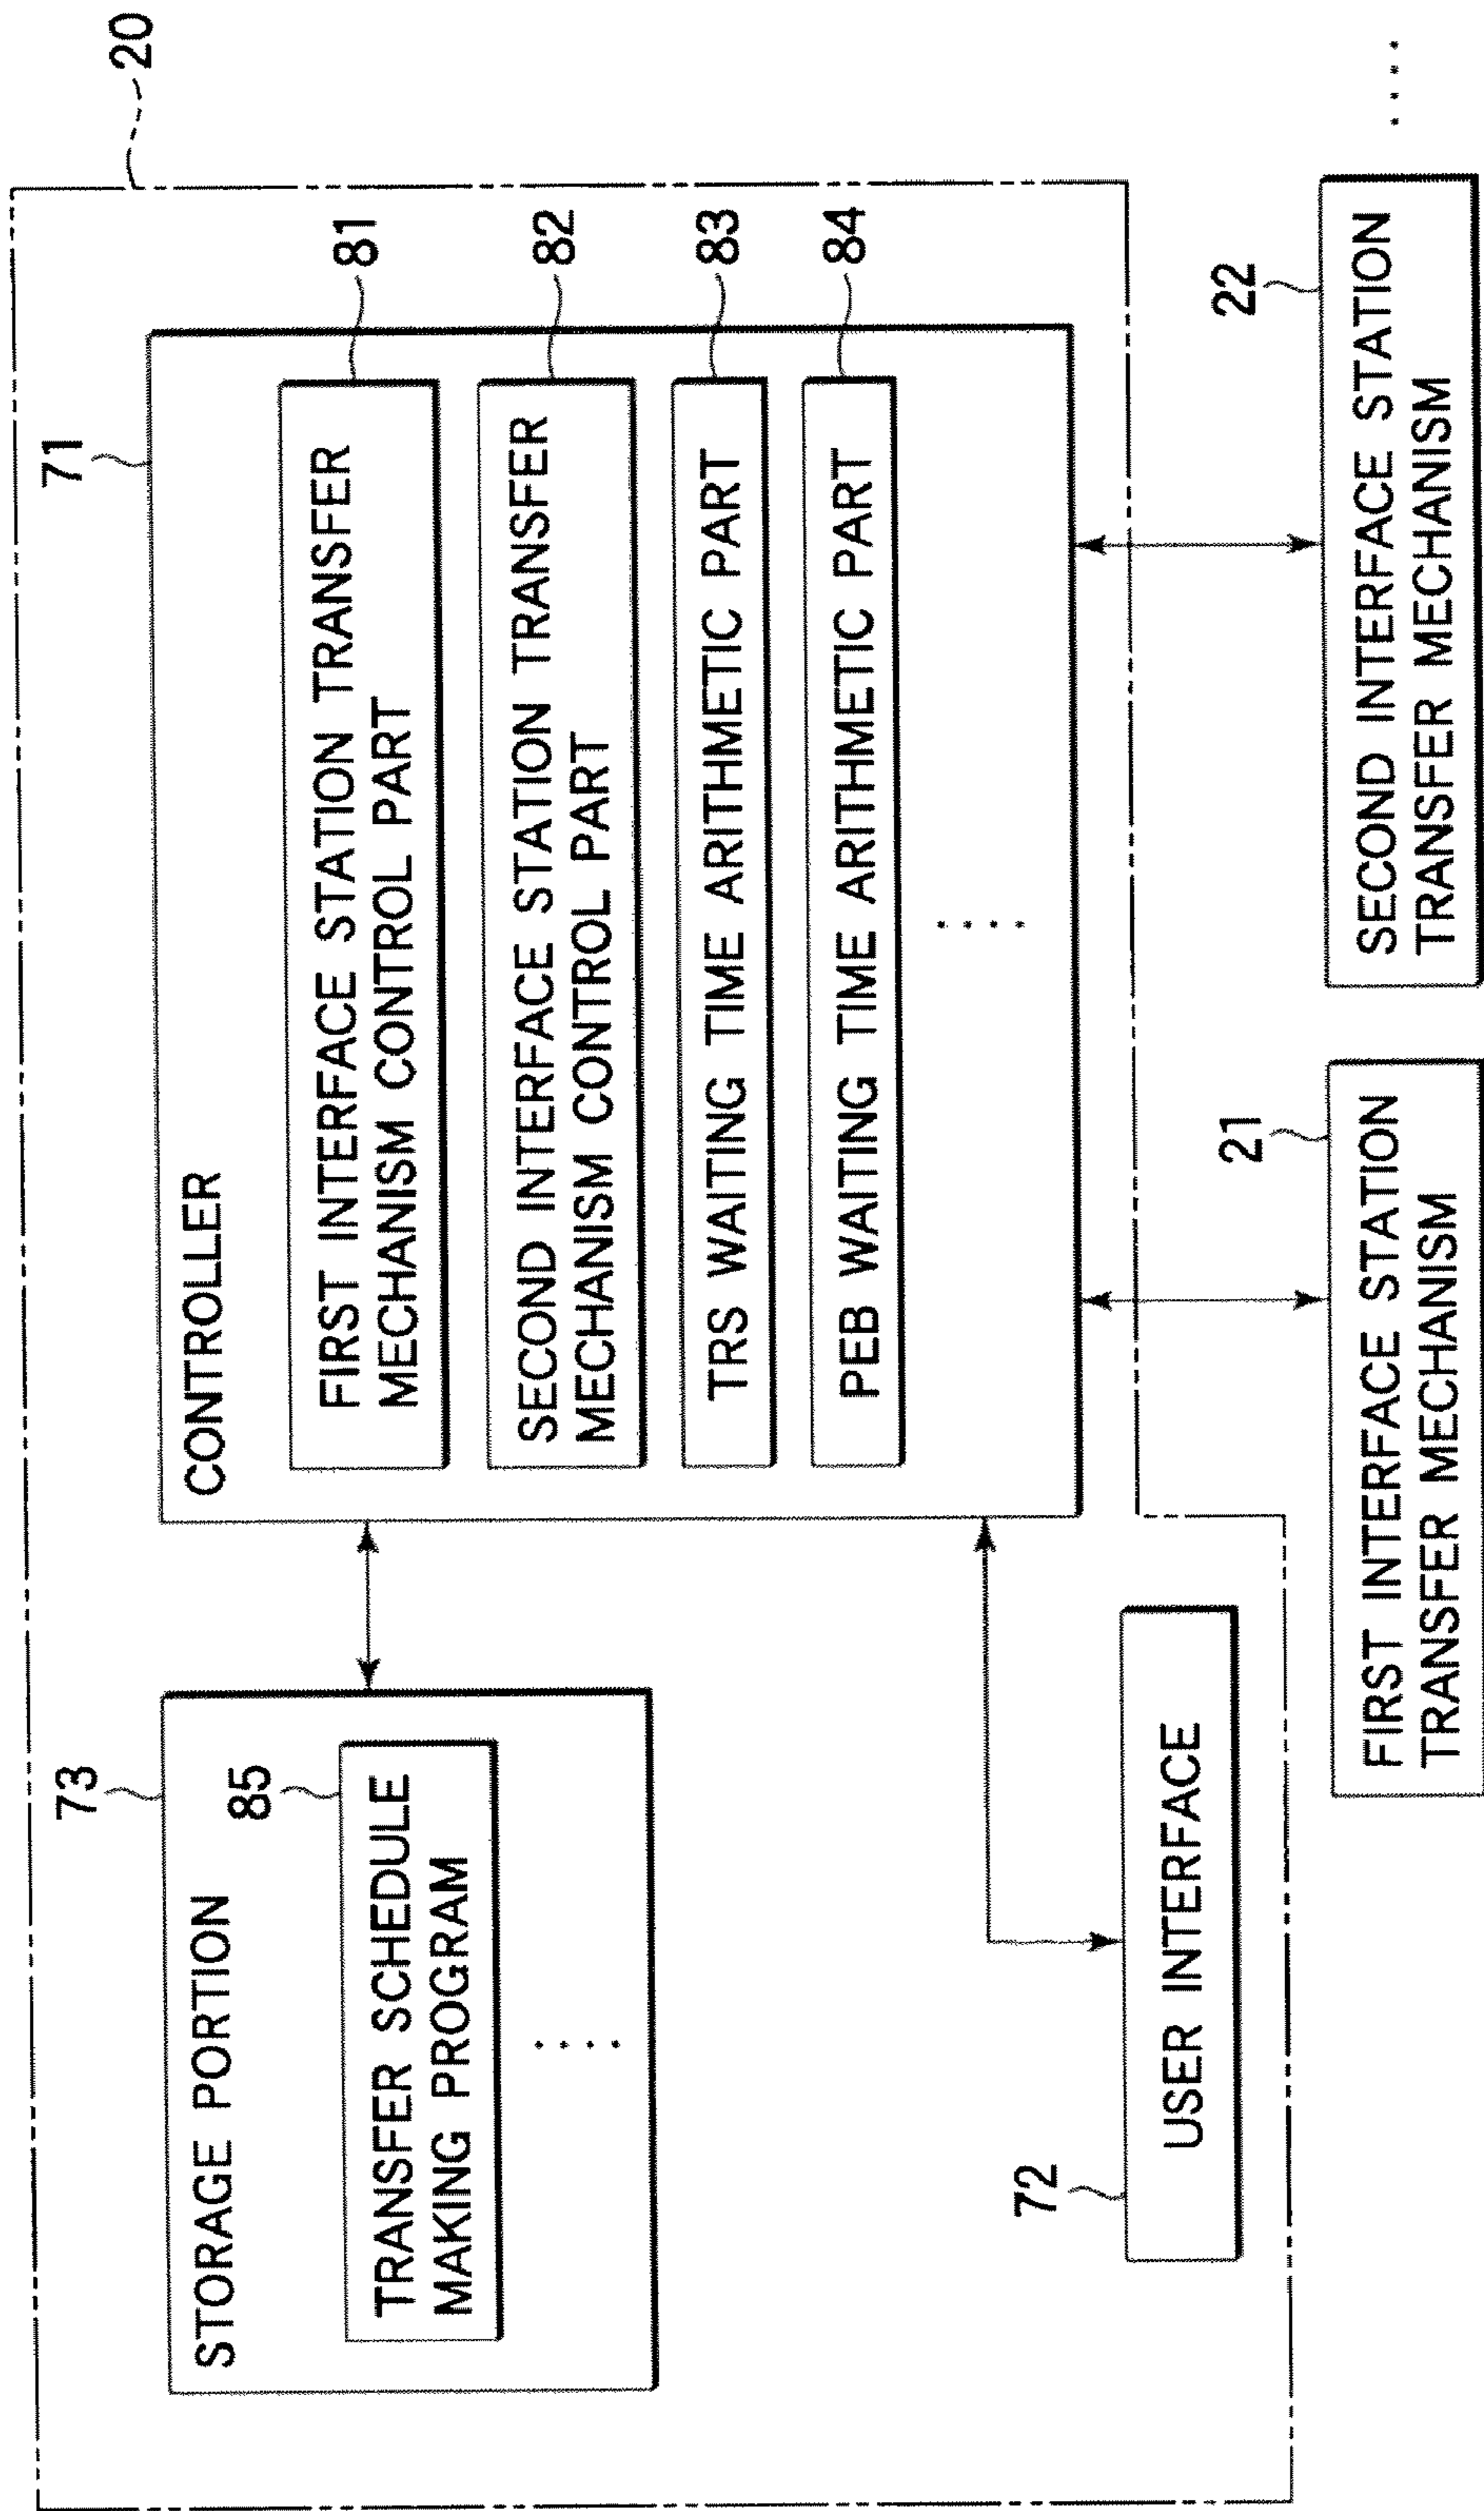 20
73
STORAGE PORTION
85
TRANSFER SCHEDULE
MAKING PROGRAM
....
71
CONTROLLER
FIRST INTERFACE STATION TRANSFER
MECHANISM CONTROL PART
81
SECOND INTERFACE STATION TRANSFER
MECHANISM CONTROL PART
82
TRS WAITING TIME ARITHMETIC PART
83
PEB WAITING TIME ARITHMETIC PART
84
....
72
USER INTERFACE
21
FIRST INTERFACE STATION
TRANSFER MECHANISM
22
SECOND INTERFACE STATION
TRANSFER MECHANISM
....